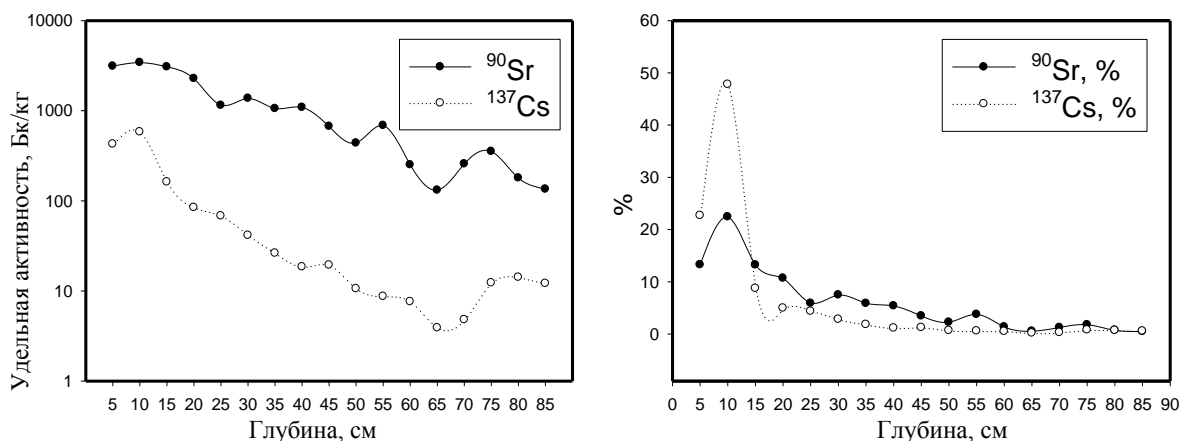 Удельная активность, Бк/кг
10000
1000
100
10
1
⁹⁰Sr
¹³⁷Cs
5 10 15 20 25 30 35 40 45 50 55 60 65 70 75 80 85
Глубина, см
%
60
50
40
30
20
10
0
⁹⁰Sr, %
¹³⁷Cs, %
0 5 10 15 20 25 30 35 40 45 50 55 60 65 70 75 80 85 90
Глубина, см